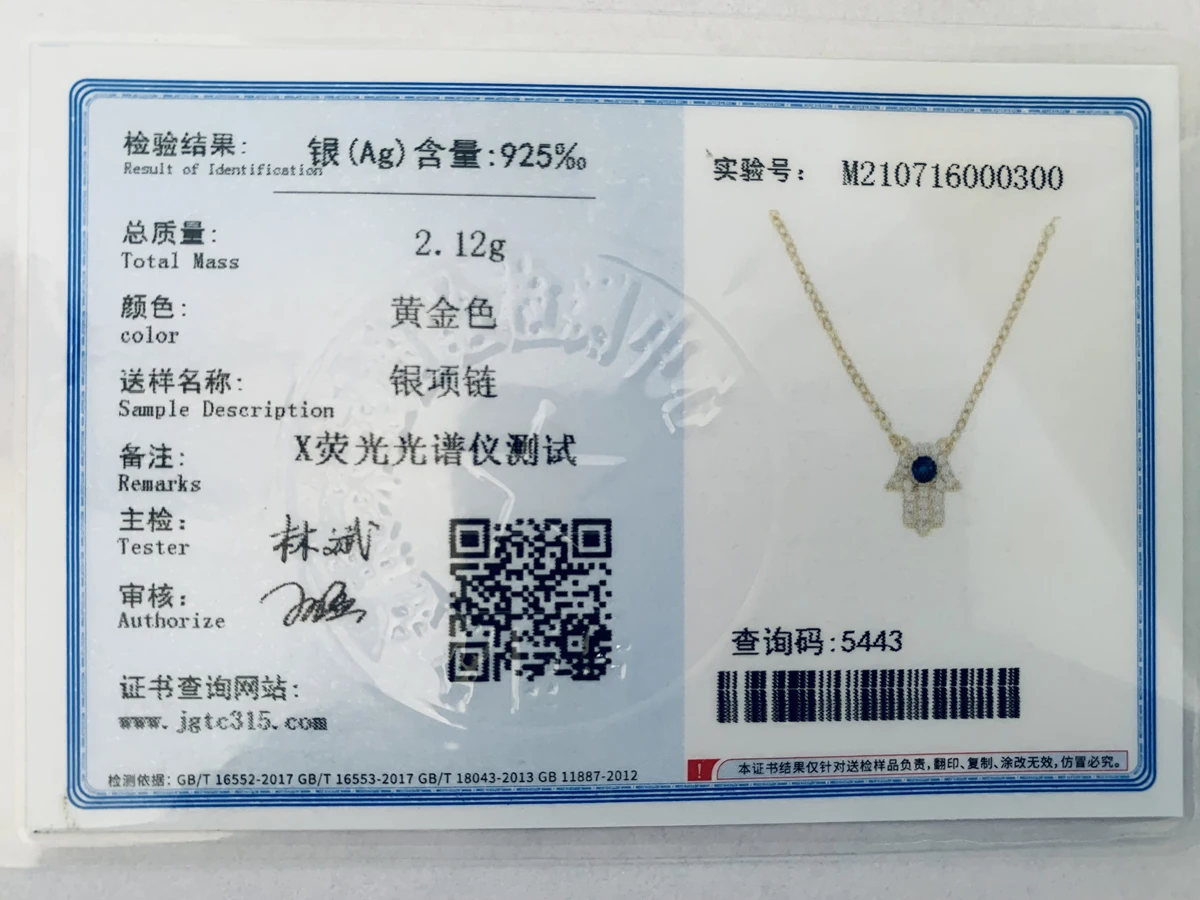 检验结果: 银(Ag)含量:925‰
Result of Identification
总质量: 2.12g
Total Mass
颜色: 黄金色
color
送样名称: 银项链
Sample Description
备注: X荧光光谱仪测试
Remarks
主检: 林斌
Tester
审核:
Authorize
证书查询网站:
www.jgtc315.com
检测依据: GB/T 16552-2017 GB/T 16553-2017 GB/T 18043-2013 GB 11887-2012
实验号: M210716000300
查询码:5443
! 本证书结果仅针对送检样品负责,翻印、复制、涂改无效,仿冒必究。